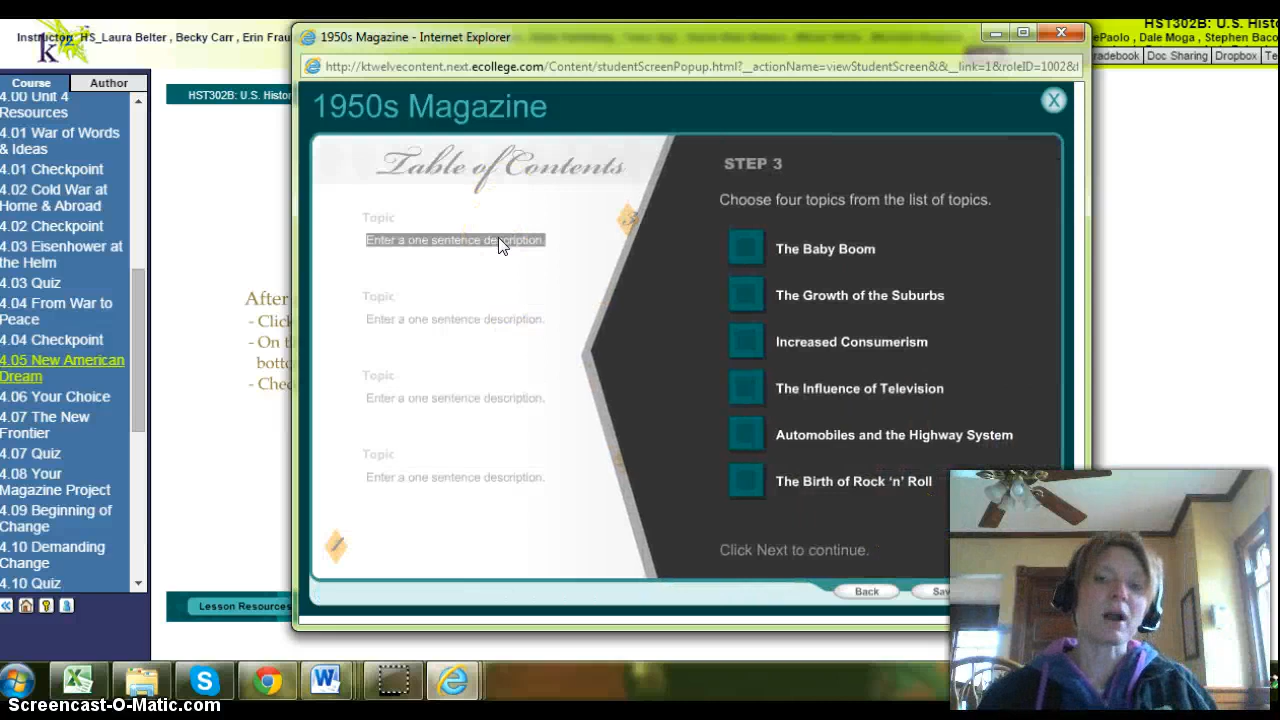 HST302B: U.S. Histo
Instructor: HS_Laura Belter , Becky Carr , Erin Frau
ePaolo , Dale Moga , Stephen Baco
1950s Magazine - Internet Explorer
http://ktwelvecontent.next.ecollege.com/Content/studentScreenPopup.html?__actionName=viewStudentScreen&&__link=1&roleID=1002&d
radebook
Doc Sharing
Dropbox
Te
Course
Author
4.00 Unit 4
Resources
4.01 War of Words
& Ideas
4.01 Checkpoint
4.02 Cold War at
Home & Abroad
4.02 Checkpoint
4.03 Eisenhower at
the Helm
4.03 Quiz
4.04 From War to
Peace
4.04 Checkpoint
4.05 New American
Dream
4.06 Your Choice
4.07 The New
Frontier
4.07 Quiz
4.08 Your
Magazine Project
4.09 Beginning of
Change
4.10 Demanding
Change
4.10 Quiz
HST302B: U.S. Histor
After
- Click
- On t
botto
- Chec
Lesson Resources
1950s Magazine
X
Table of Contents
Topic
Enter a one sentence description.
Topic
Enter a one sentence description.
Topic
Enter a one sentence description.
Topic
Enter a one sentence description.
STEP 3
Choose four topics from the list of topics.
The Baby Boom
The Growth of the Suburbs
Increased Consumerism
The Influence of Television
Automobiles and the Highway System
The Birth of Rock ‘n’ Roll
Click Next to continue.
Back
Sav
Screencast-O-Matic.com